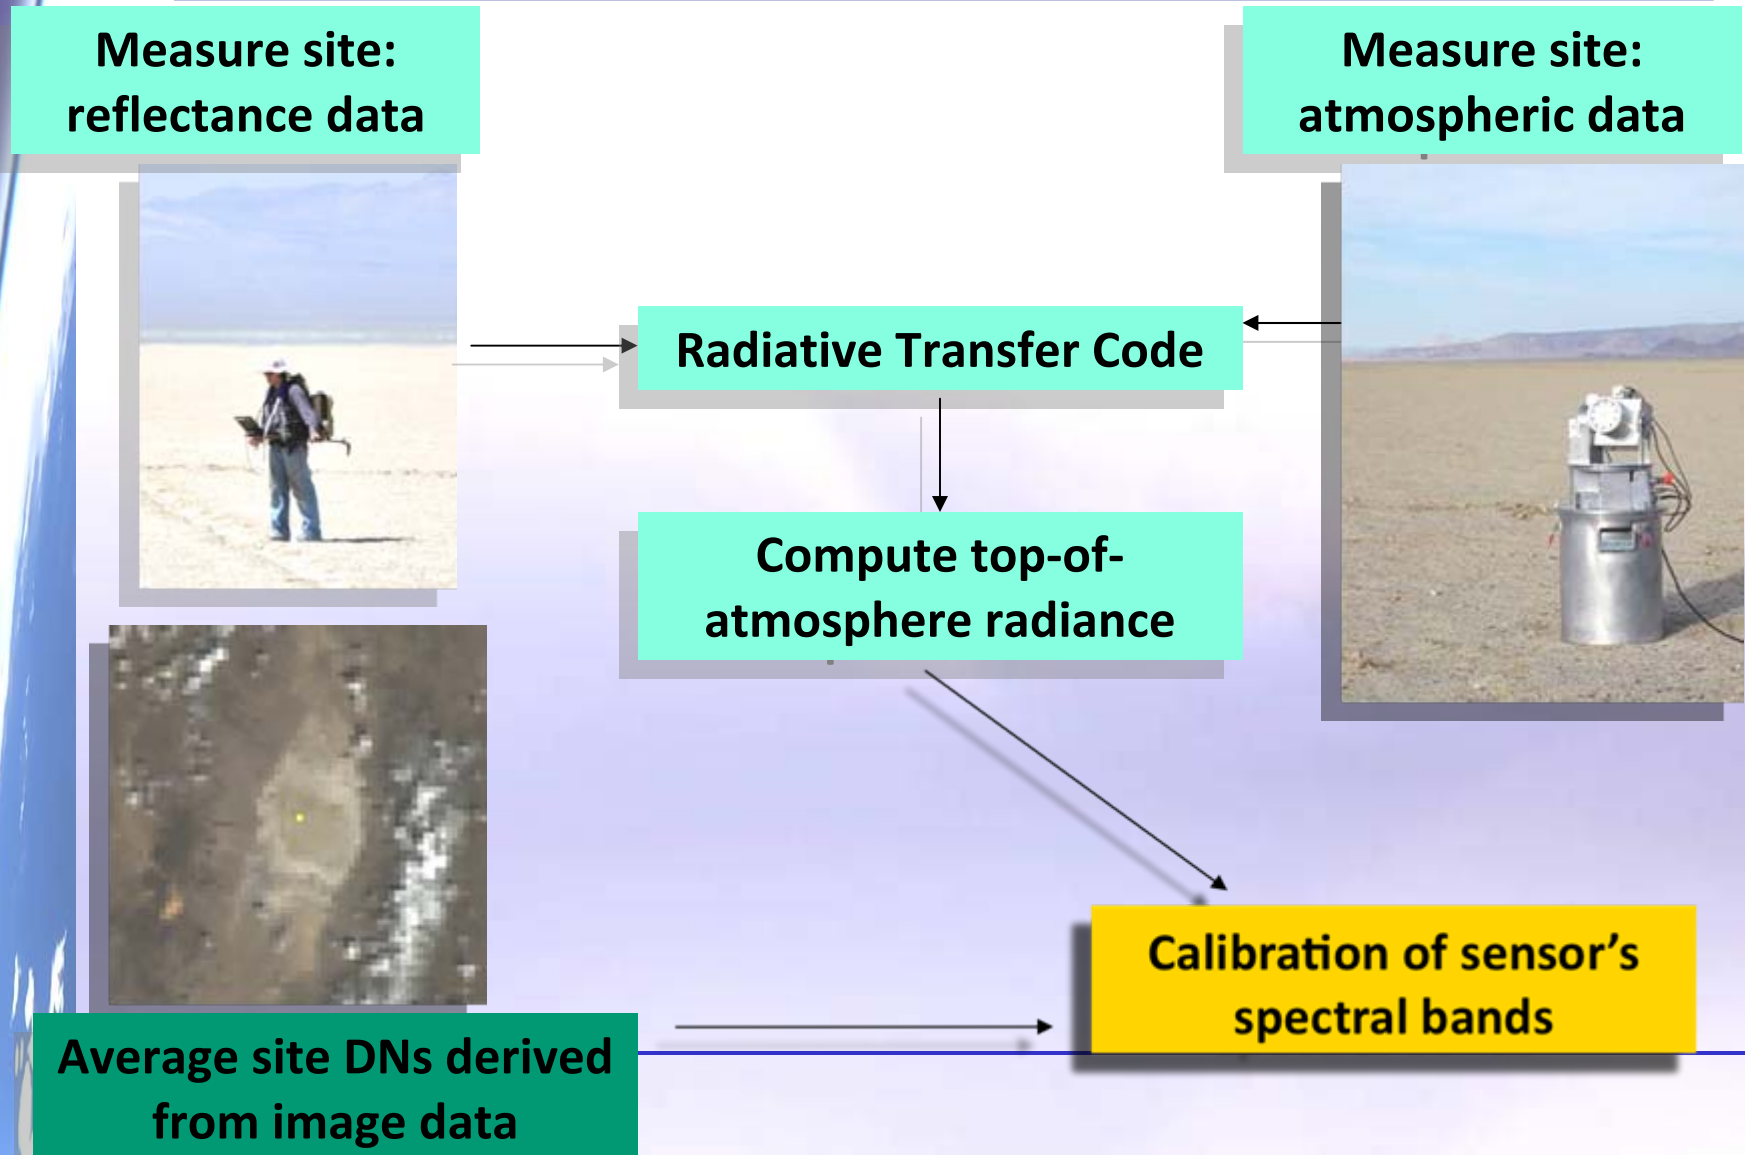 Measure site:
reflectance data
Measure site:
atmospheric data
Radiative Transfer Code
Compute top-of-
atmosphere radiance
Calibration of sensor's
spectral bands
Average site DNs derived
from image data